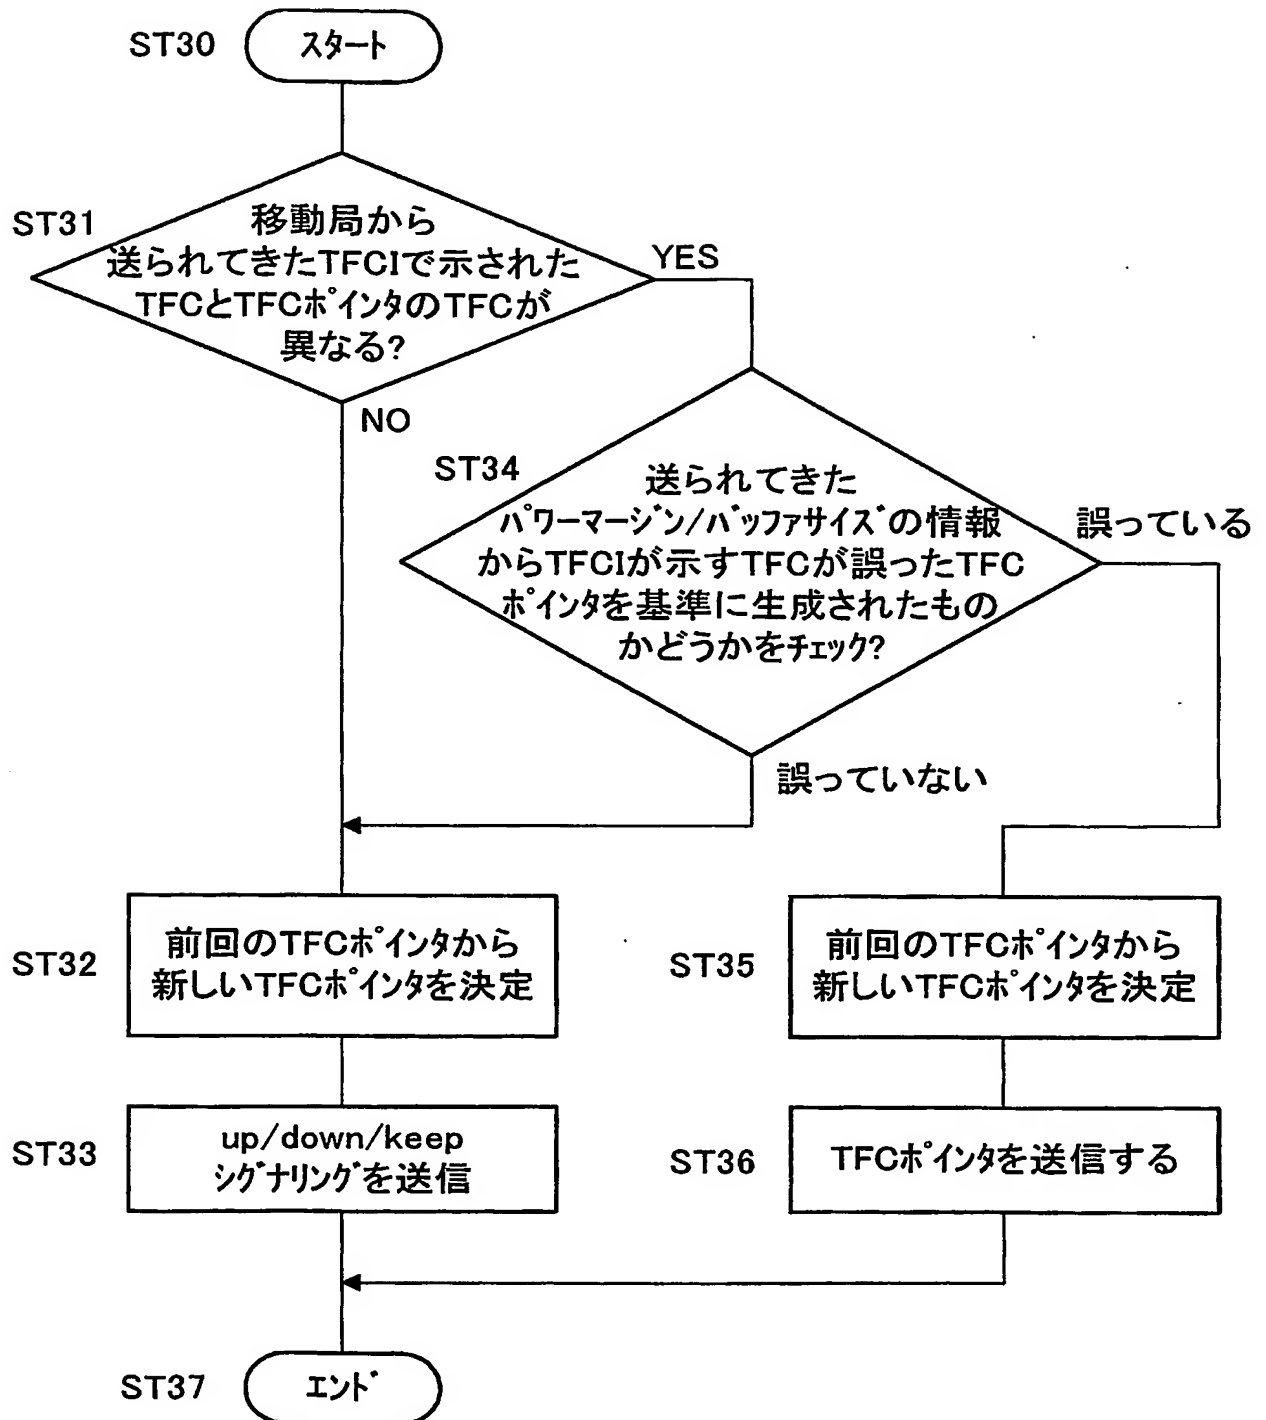 ST30
スタート
ST31
移動局から
送られてきたTFCIで示された
TFCとTFCポインタのTFCが
異なる?
YES
NO
ST34
送られてきた
パワーマージン/バッファサイズの情報
からTFCIが示すTFCが誤ったTFC
ポインタを基準に生成されたもの
かどうかをチェック?
誤っている
誤っていない
ST32
前回のTFCポインタから
新しいTFCポインタを決定
ST35
前回のTFCポインタから
新しいTFCポインタを決定
ST33
up/down/keep
シグナリングを送信
ST36
TFCポインタを送信する
ST37
エンド